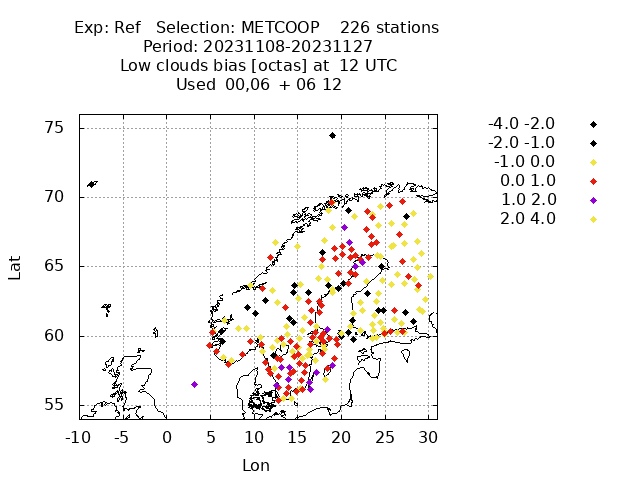 Exp: Ref   Selection: METCOOP    226 stations
Period: 20231108-20231127
Low clouds bias [octas] at  12 UTC
Used  00,06  + 06 12
-4.0 -2.0
-2.0 -1.0
-1.0 0.0
0.0 1.0
1.0 2.0
2.0 4.0
75
70
65
60
55
Lat
-10 -5 0 5 10 15 20 25 30
Lon